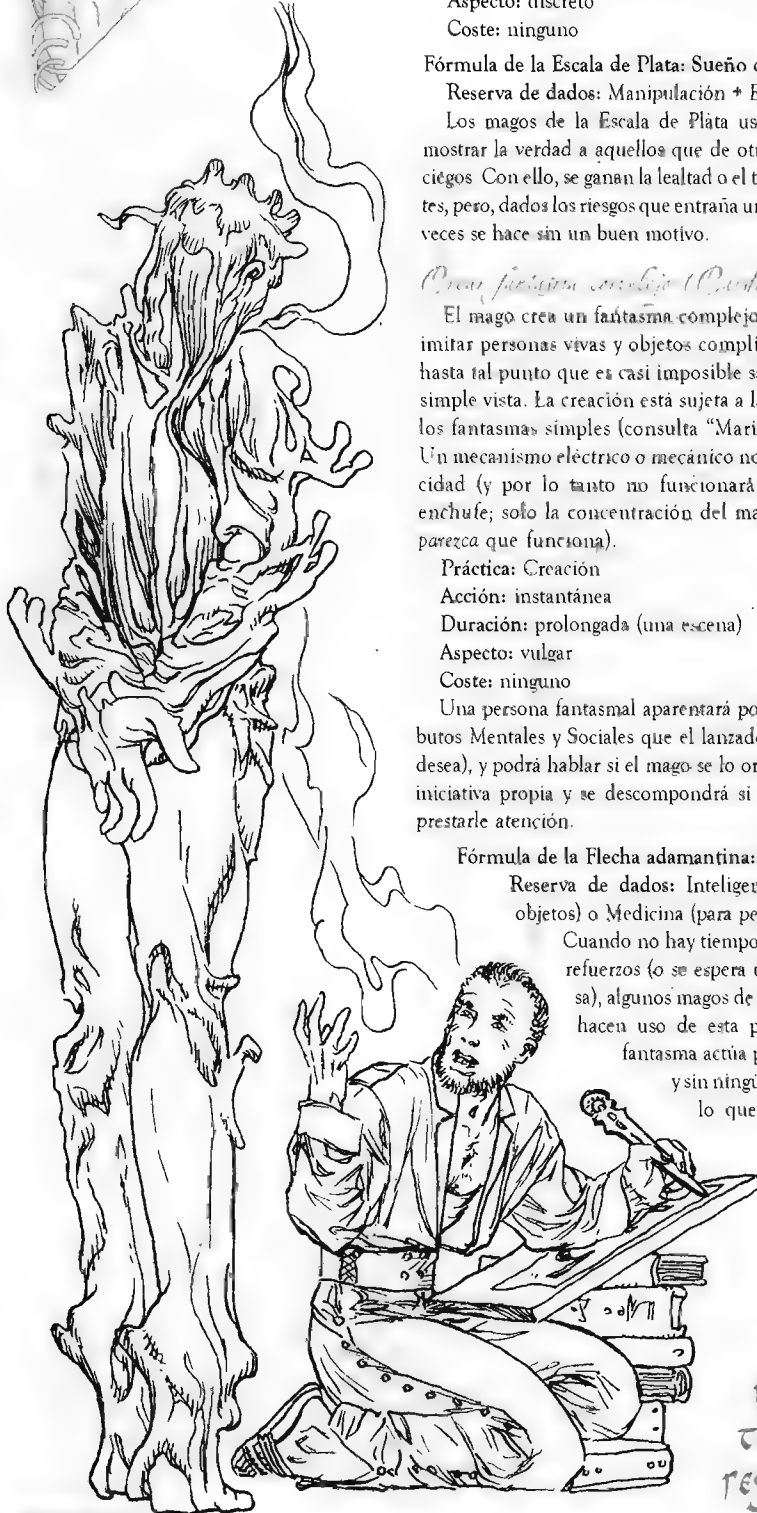 Aspecto: discreto
Coste: ninguno
Fórmula de la Escala de Plata: Sueño
Reserva de dados: Manipulación + E
Los magos de la Escala de Plata us
mostrar la verdad a aquellos que de ot
ciegos Con ello, se ganan la lealtad o el t
tes, pero, dados los riesgos que entraña un
veces se hace sin un buen motivo.
Crear fantasma complejo (
El mago crea un fantasma complejo
imitar personas vivas y objetos compli
hasta tal punto que es casi imposible s
simple vista. La creación está sujeta a l
los fantasmas simples (consulta "Mari
Un mecanismo eléctrico o mecánico no
cidad (y por lo tanto no funcionará
enchufe; solo la concentración del ma
parezca que funciona).
Práctica: Creación
Acción: instantánea
Duración: prolongada (una escena)
Aspecto: vulgar
Coste: ninguno
Una persona fantasmal aparentará po
butos Mentales y Sociales que el lanzad
desea), y podrá hablar si el mago se lo or
iniciativa propia y se descompondrá si
prestarle atención.
Fórmula de la Flecha adamantina:
Reserva de dados: Inteligen
objetos) o Medicina (para pe
Cuando no hay tiempo
refuerzos (o se espera u
sa), algunos magos de
hacen uso de esta p
fantasma actúa p
y sin ningú
lo que